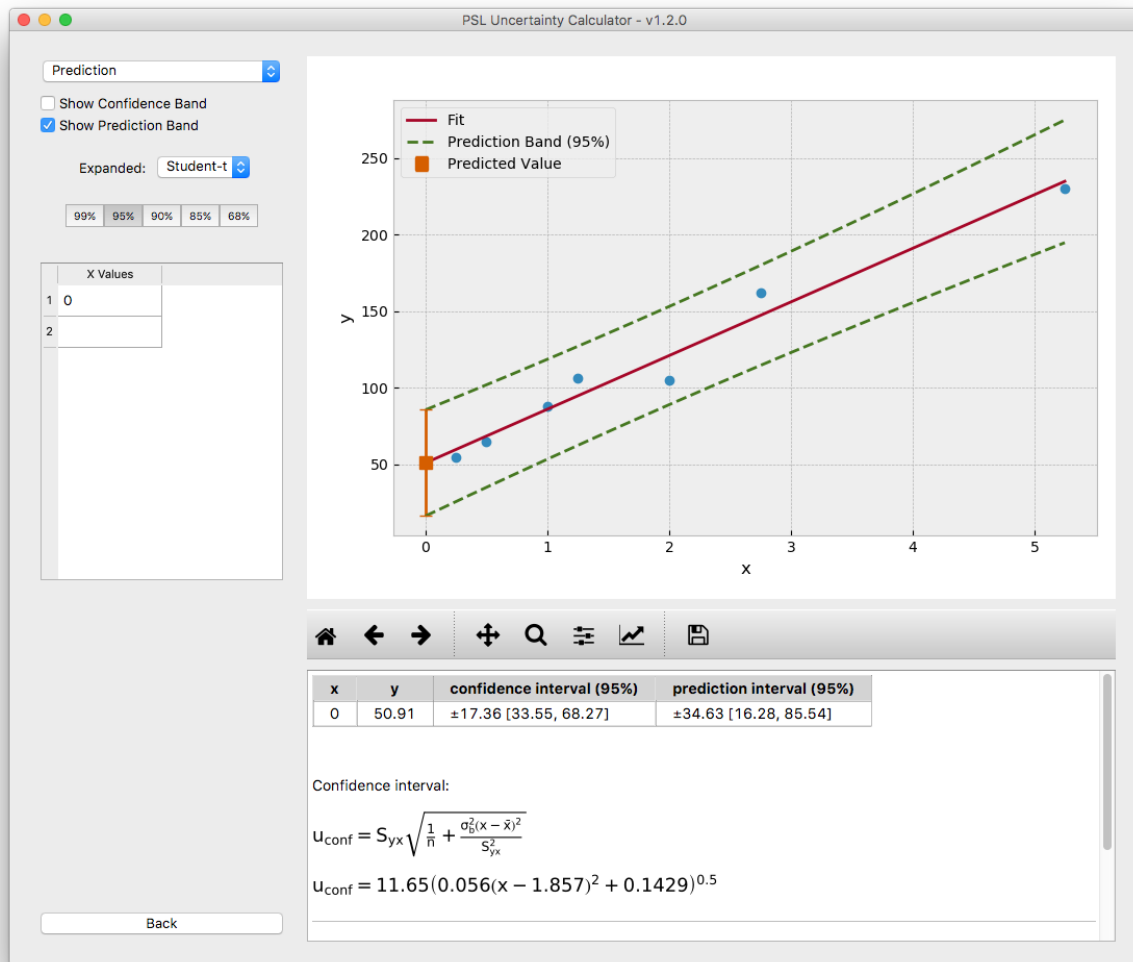 PSL Uncertainty Calculator - v1.2.0
Prediction
Show Confidence Band
Show Prediction Band
Expanded: Student-t
99% 95% 90% 85% 68%
X Values
1 0
2
Back
Fit
Prediction Band (95%)
Predicted Value
250
200
150
100
50
y
0 1 2 3 4 5
x
x y confidence interval (95%) prediction interval (95%)
0 50.91 ±17.36 [33.55, 68.27] ±34.63 [16.28, 85.54]
Confidence interval:
u_conf = S_yx √(1/n + σ_b²(x − x̄)²/S_yx²)
u_conf = 11.65(0.056(x − 1.857)² + 0.1429)^0.5